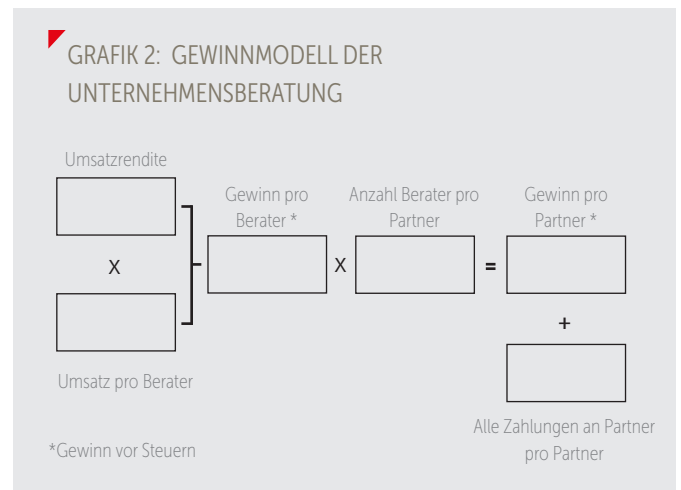 GRAFIK 2: GEWINNMODELL DER
UNTERNEHMENSBERATUNG
Umsatzrendite
Gewinn pro
Berater *
Anzahl Berater pro
Partner
Gewinn pro
Partner *
X
X
=
+
Umsatz pro Berater
Alle Zahlungen an Partner
pro Partner
*Gewinn vor Steuern